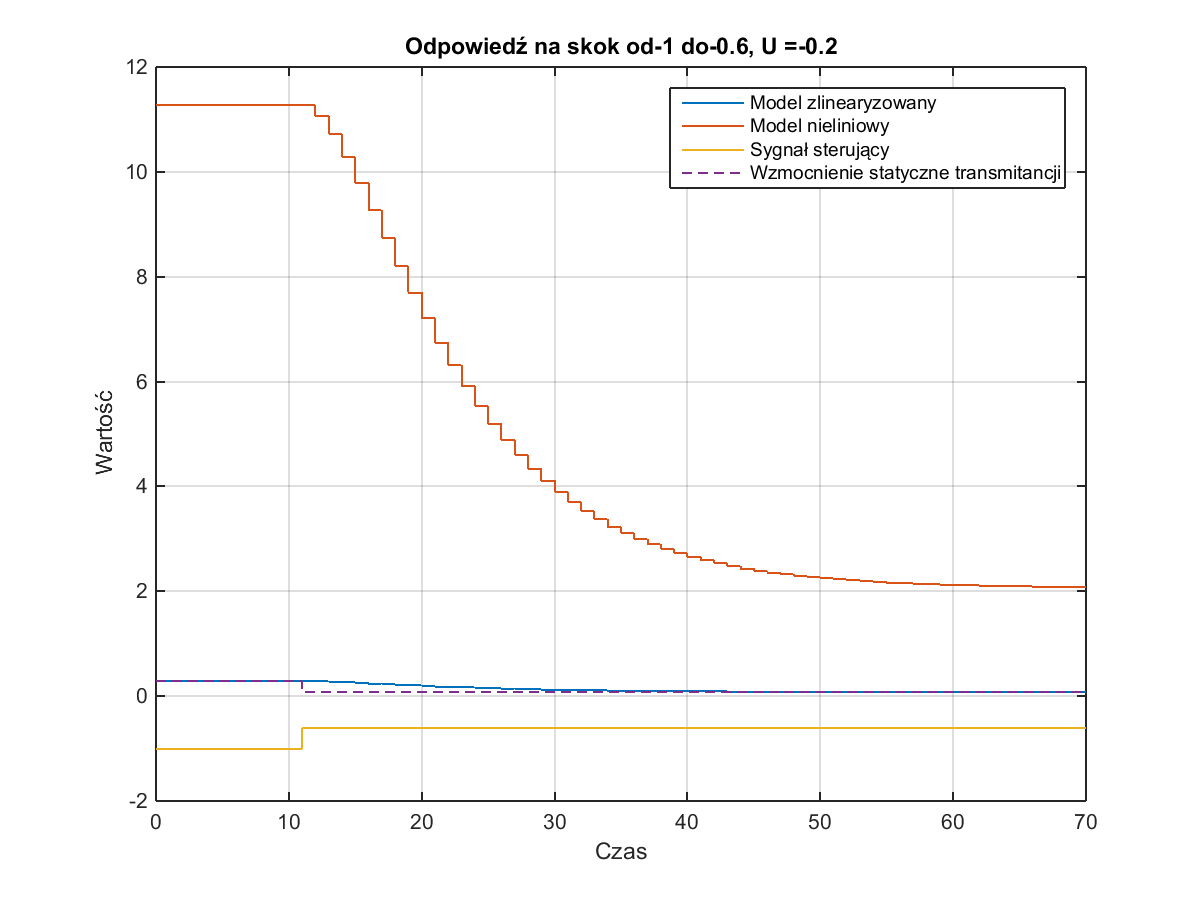 Odpowiedź na skok od-1 do-0.6, U =-0.2
Model zlinearyzowany
Model nieliniowy
Sygnał sterujący
Wzmocnienie statyczne transmitancji
12
10
8
6
4
2
0
-2
Wartość
0 10 20 30 40 50 60 70
Czas